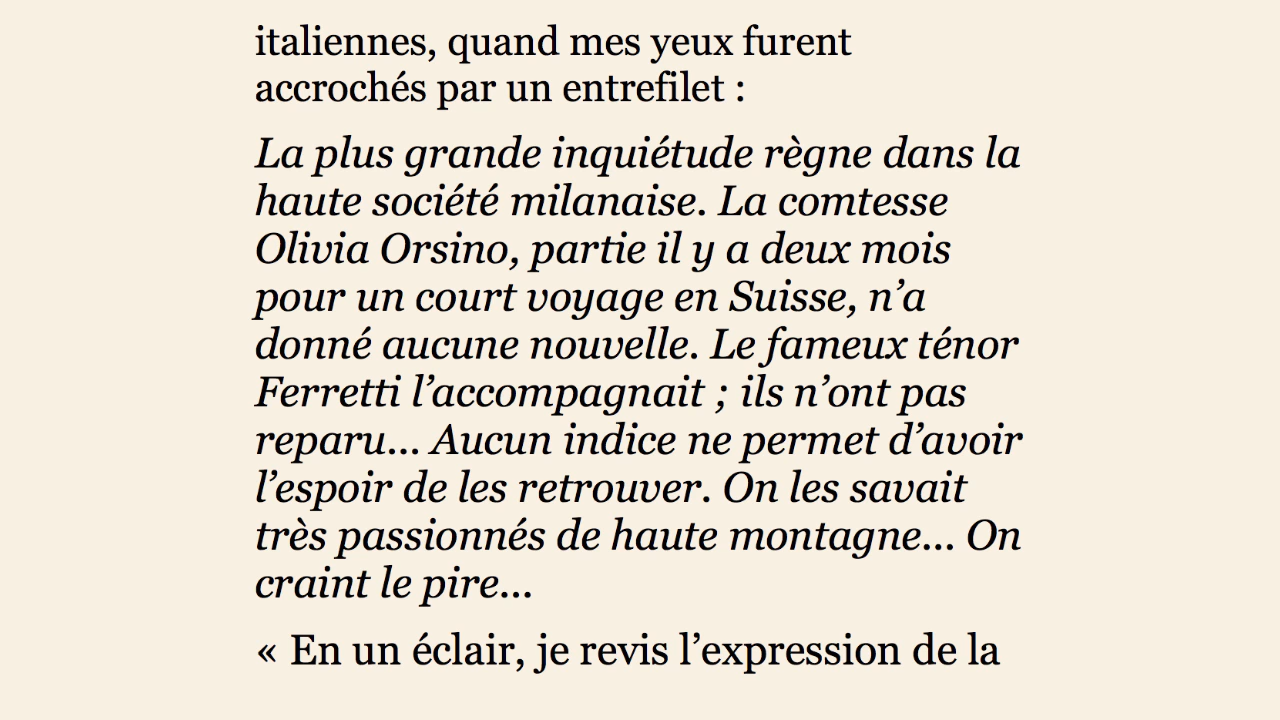 italiennes, quand mes yeux furent
accrochés par un entrefilet :
La plus grande inquiétude règne dans la
haute société milanaise. La comtesse
Olivia Orsino, partie il y a deux mois
pour un court voyage en Suisse, n’a
donné aucune nouvelle. Le fameux ténor
Ferretti l’accompagnait ; ils n’ont pas
reparu... Aucun indice ne permet d’avoir
l’espoir de les retrouver. On les savait
très passionnés de haute montagne... On
craint le pire...
« En un éclair, je revis l’expression de la